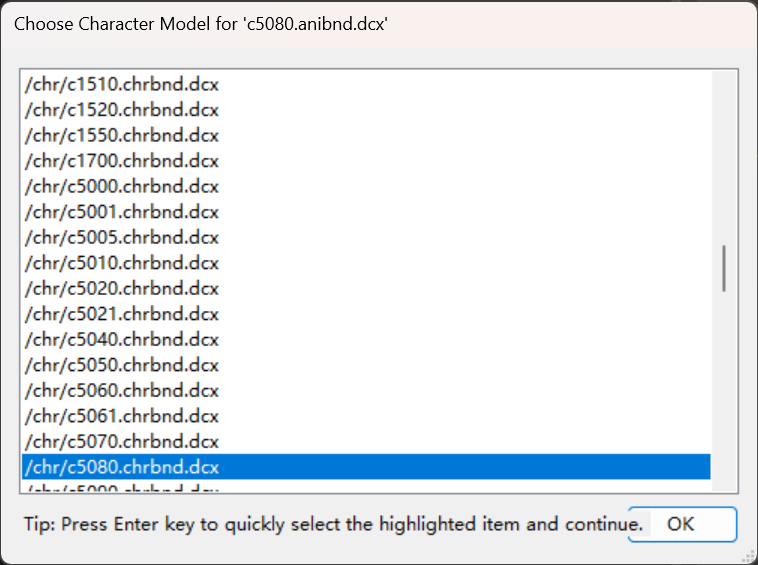 Choose Character Model for 'c5080.anibnd.dcx'
/chr/c1510.chrbnd.dcx
/chr/c1520.chrbnd.dcx
/chr/c1550.chrbnd.dcx
/chr/c1700.chrbnd.dcx
/chr/c5000.chrbnd.dcx
/chr/c5001.chrbnd.dcx
/chr/c5005.chrbnd.dcx
/chr/c5010.chrbnd.dcx
/chr/c5020.chrbnd.dcx
/chr/c5021.chrbnd.dcx
/chr/c5040.chrbnd.dcx
/chr/c5050.chrbnd.dcx
/chr/c5060.chrbnd.dcx
/chr/c5061.chrbnd.dcx
/chr/c5070.chrbnd.dcx
/chr/c5080.chrbnd.dcx
Tip: Press Enter key to quickly select the highlighted item and continue. OK